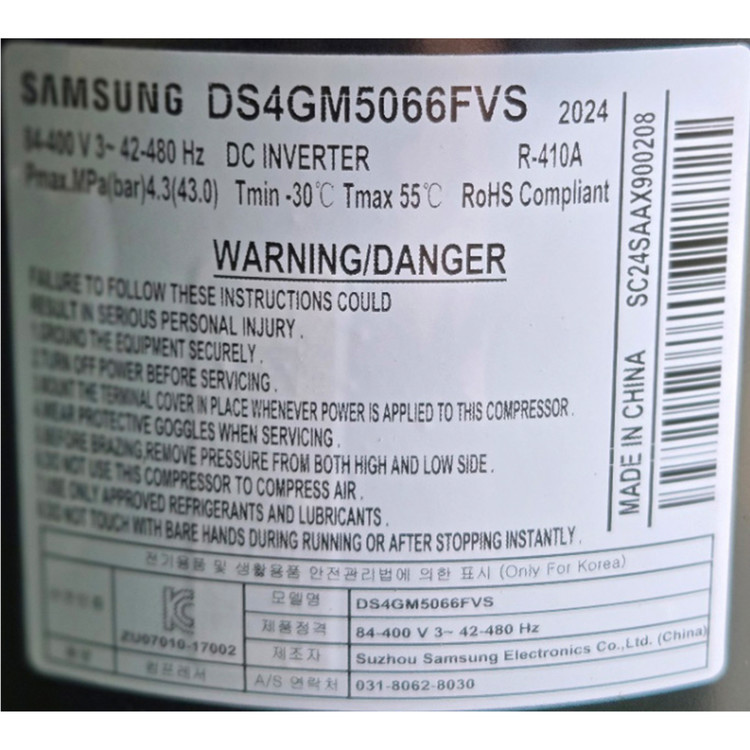 SAMSUNG DS4GM5066FVS 2024
84-400 V 3~ 42-480 Hz DC INVERTER R-410A
Pmax.MPa(bar)4.3(43.0) Tmin -30℃ Tmax 55℃ RoHS Compliant
WARNING/DANGER
FAILURE TO FOLLOW THESE INSTRUCTIONS COULD
RESULT IN SERIOUS PERSONAL INJURY.
1.GROUND THE EQUIPMENT SECURELY.
2.TURN OFF POWER BEFORE SERVICING.
3.MOUNT THE TERMINAL COVER IN PLACE WHENEVER POWER IS APPLIED TO THIS COMPRESSOR.
4.WEAR PROTECTIVE GOGGLES WHEN SERVICING.
5.BEFORE BRAZING,REMOVE PRESSURE FROM BOTH HIGH AND LOW SIDE.
6.DO NOT USE THIS COMPRESSOR TO COMPRESS AIR.
7.USE ONLY APPROVED REFRIGERANTS AND LUBRICANTS.
8.DO NOT TOUCH WITH BARE HANDS DURING RUNNING OR AFTER STOPPING INSTANTLY.
MADE IN CHINA SC24SAAX900208
전기용품 및 생활용품 안전관리법에 의한 표시 (Only For Korea)
모델명 DS4GM5066FVS
ZU07010-17002
제품정격 84-400 V 3~ 42-480 Hz
제조자 Suzhou Samsung Electronics Co.,Ltd. (China)
컴프레서
A/S 연락처 031-8062-8030